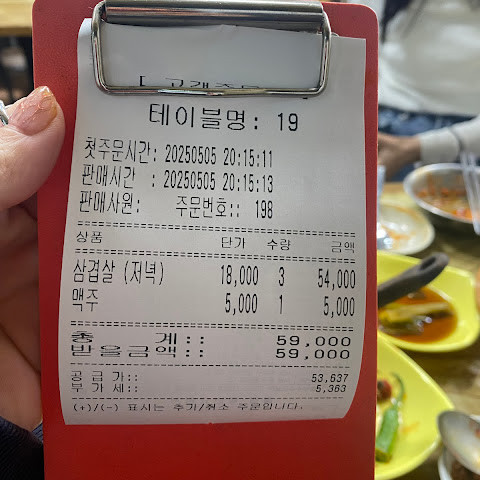 [ 고객주문
테이블명: 19
첫주문시간: 20250505 20:15:11
판매시간 : 20250505 20:15:13
판매사원: 주문번호:: 198
상품 단가 수량 금액
삼겹살 (저녁) 18,000 3 54,000
맥주 5,000 1 5,000
총 계:: 59,000
받을금액:: 59,000
공급가:: 53,637
부가세:: 5,363
(+)/(-) 표시는 추가/취소 주문입니다.